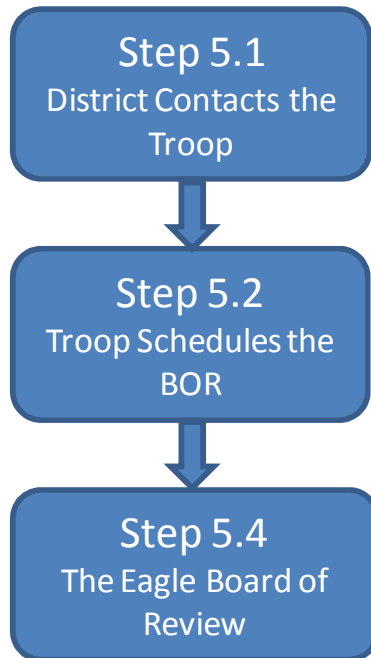 Step 5.1
District Contacts the
Troop
Step 5.2
Troop Schedules the
BOR
Step 5.4
The Eagle Board of
Review